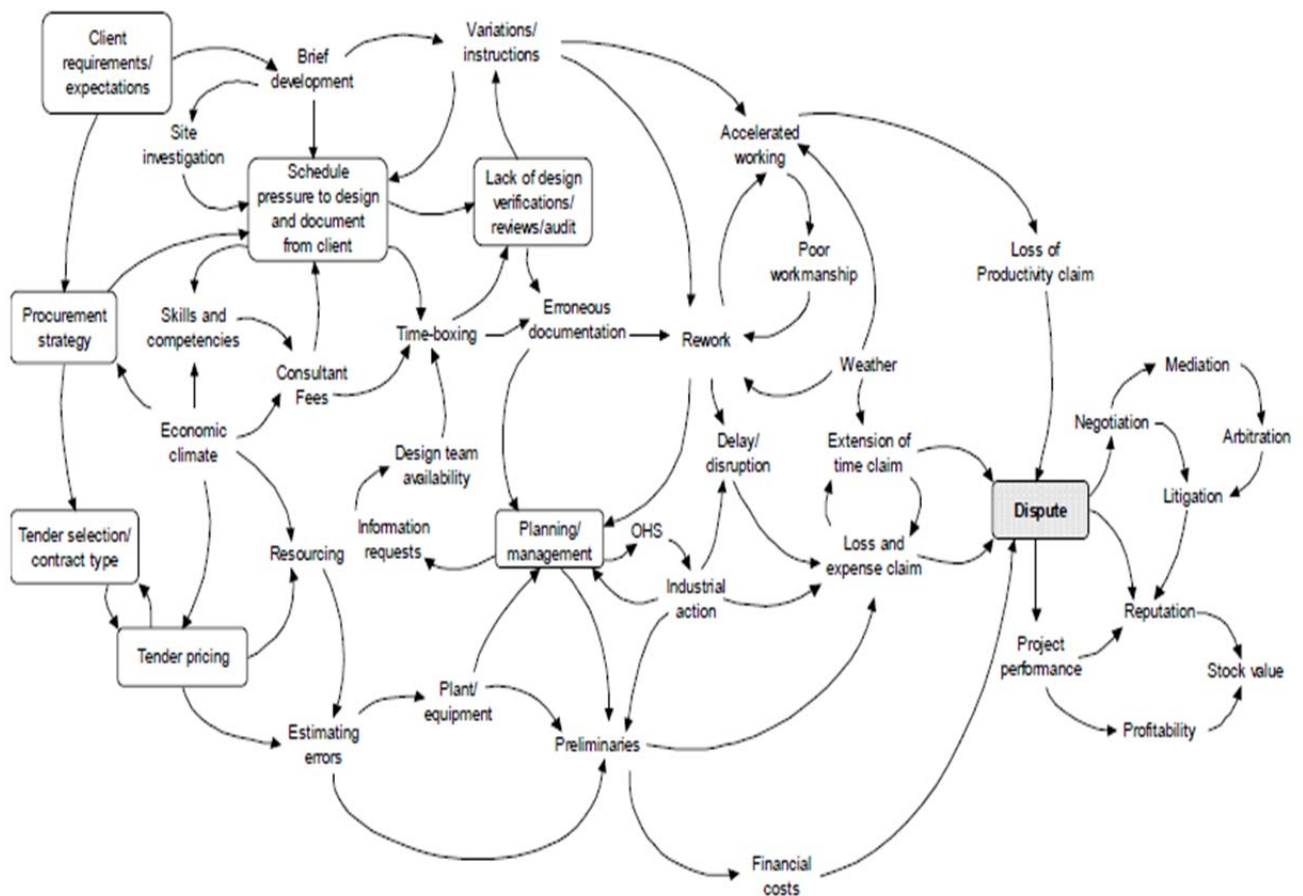 Client
requirements/
expectations
Brief
development
Variations/
instructions
Site
investigation
Accelerated
working
Schedule
pressure to design
and document
from client
Lack of design
verifications/
reviews/audit
Poor
workmanship
Loss of
Productivity claim
Procurement
strategy
Skills and
competencies
Time-boxing
Erroneous
documentation
Rework
Consultant
Fees
Weather
Mediation
Economic
climate
Design team
availability
Delay/
disruption
Extension of
time claim
Negotiation
Arbitration
Litigation
Tender selection/
contract type
Resourcing
Information
requests
Planning/
management
OHS
Industrial
action
Loss and
expense claim
Dispute
Reputation
Tender pricing
Project
performance
Stock value
Plant/
equipment
Estimating
errors
Preliminaries
Profitability
Financial
costs